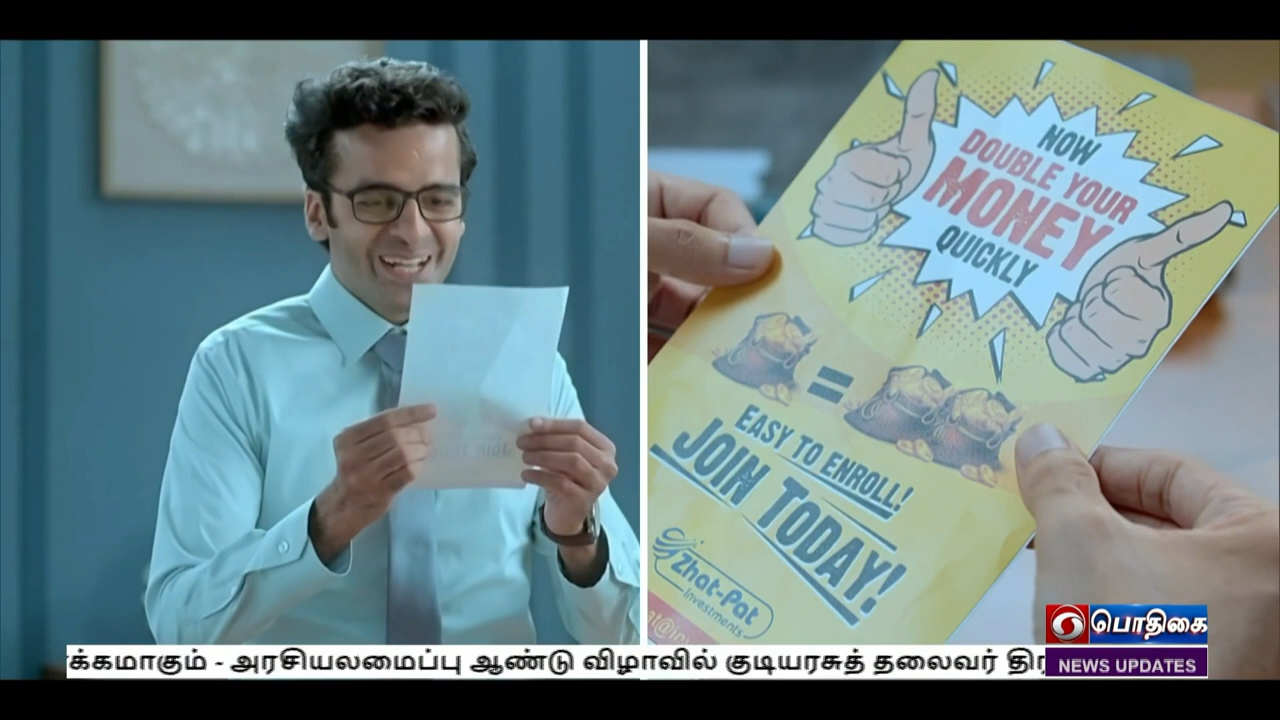 NOW
DOUBLE YOUR
MONEY
QUICKLY
=
EASY TO ENROLL!
JOIN TODAY!
Zhat-Pat
Investments
பொதிகை
க்கமாகும் - அரசியலமைப்பு ஆண்டு விழாவில் குடியரசுத் தலைவர் திர
NEWS UPDATES